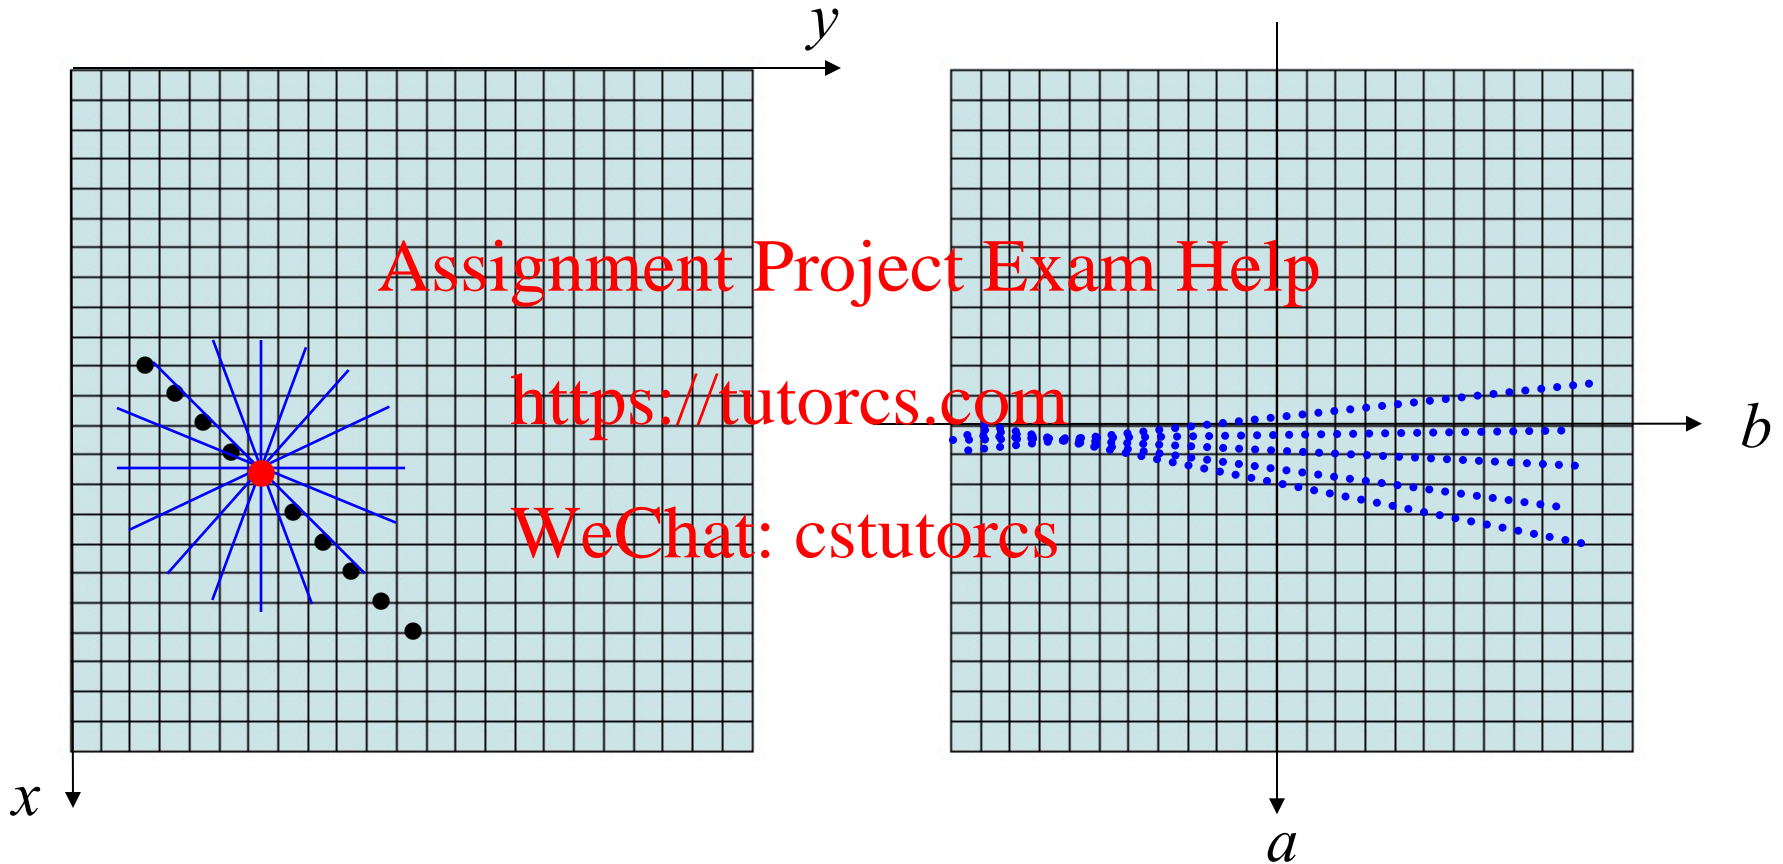 y
Assignment Project Exam Help
https://tutorcs.com
b
WeChat: cstutorcs
x
a